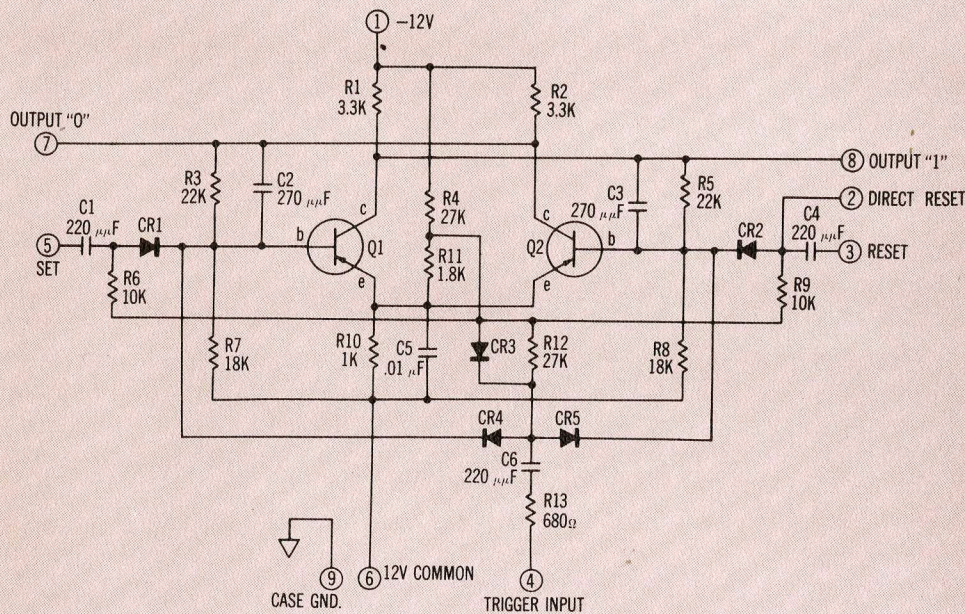 1 -12V
R1
3.3K
R2
3.3K
OUTPUT "O"
7
8 OUTPUT "1"
R3
22K
C2
270 μμF
R4
27K
C3
270 μμF
R5
22K
2 DIRECT RESET
C1
220 μμF
CR1
5
SET
b
c
Q1
e
R11
1.8K
c
Q2
b
e
CR2
C4
220 μμF
3 RESET
R6
10K
R9
10K
R7
18K
R10
1K
C5
.01 μF
CR3
R12
27K
R8
18K
CR4
CR5
C6
220 μμF
R13
680Ω
9
CASE GND.
6 12V COMMON
4
TRIGGER INPUT